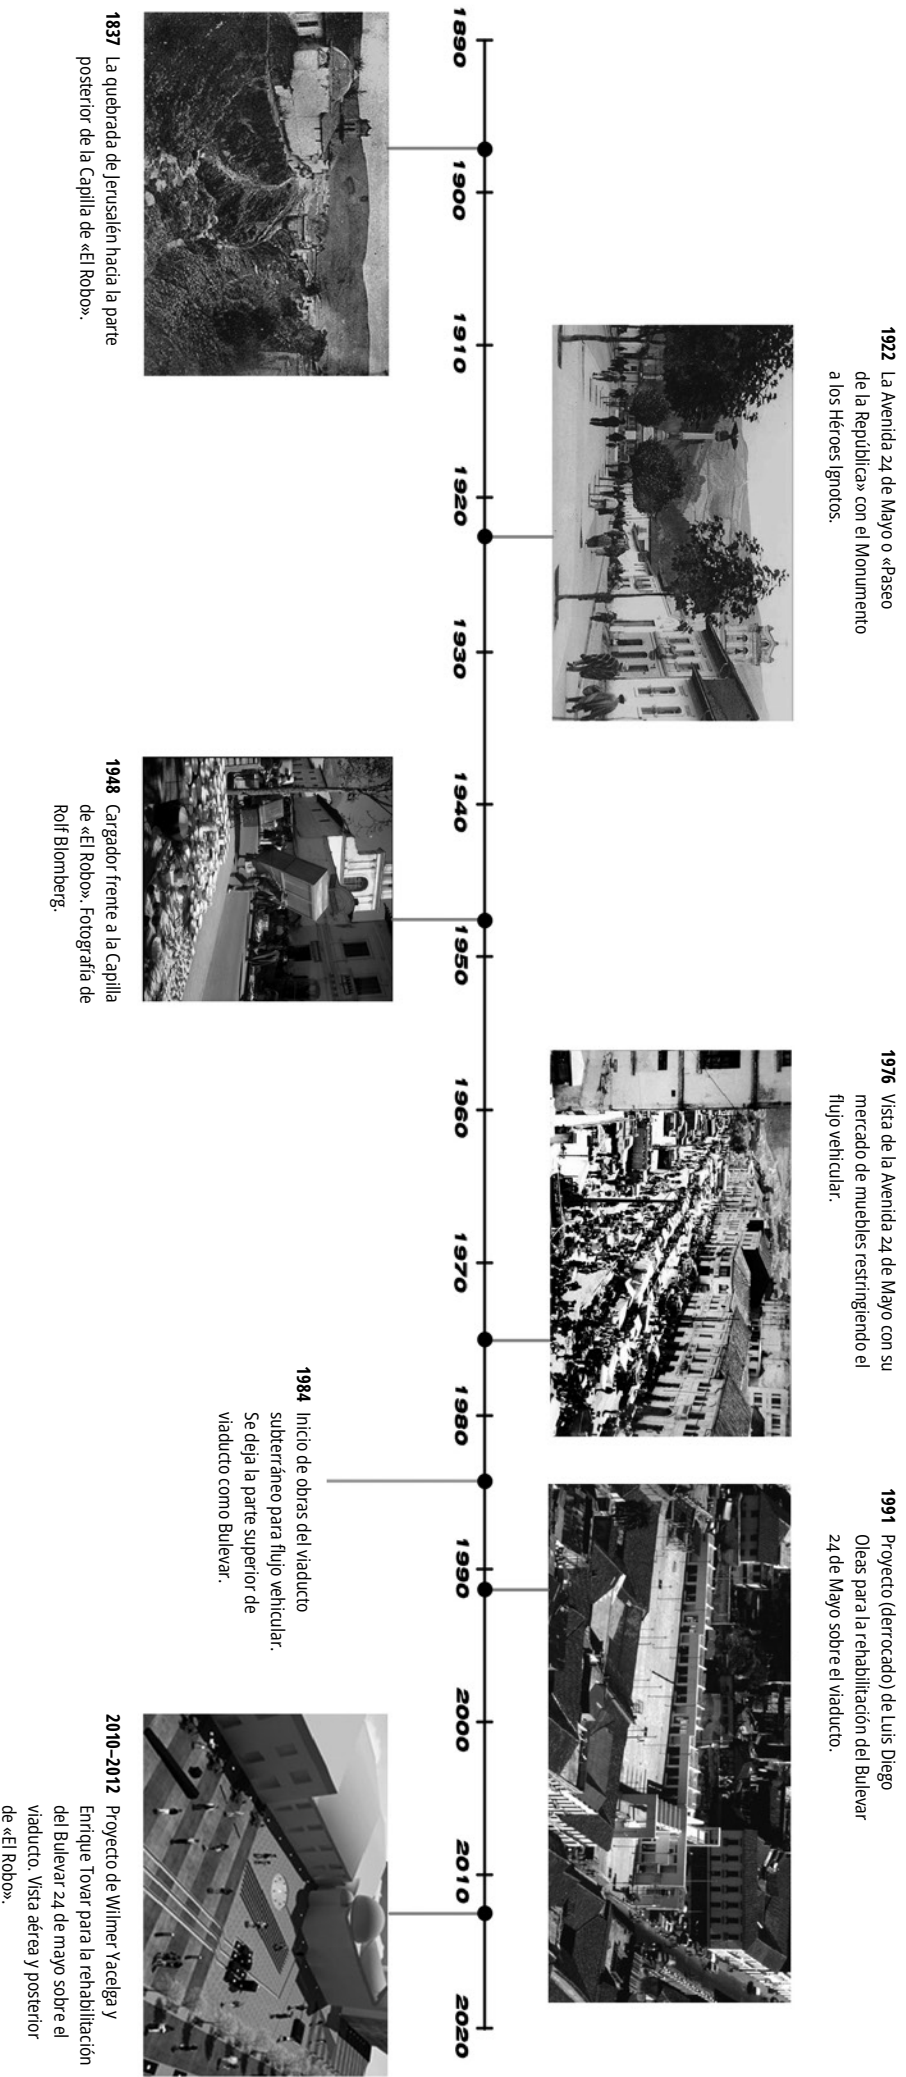 1922 La Avenida 24 de Mayo o «Paseo
de la República» con el Monumento
a los Héroes Ignotos.
1976 Vista de la Avenida 24 de Mayo con su
mercado de muebles restringiendo el
flujo vehicular.
1991 Proyecto (derrocado) de Luis Diego
Oleas para la rehabilitación del Bulevar
24 de Mayo sobre el viaducto.
1890
1900
1910
1920
1930
1940
1950
1960
1970
1980
1990
2000
2010
2020
1837 La quebrada de Jerusalén hacia la parte
posterior de la Capilla de «El Robo».
1948 Cargador frente a la Capilla
de «El Robo». Fotografía de
Rolf Blomberg.
1984 Inicio de obras del viaducto
subterráneo para flujo vehicular.
Se deja la parte superior de
viaducto como Bulevar.
2010–2012 Proyecto de Wilmer Yacelga y
Enrique Tovar para la rehabilitación
del Bulevar 24 de mayo sobre el
viaducto. Vista aérea y posterior
de «El Robo».